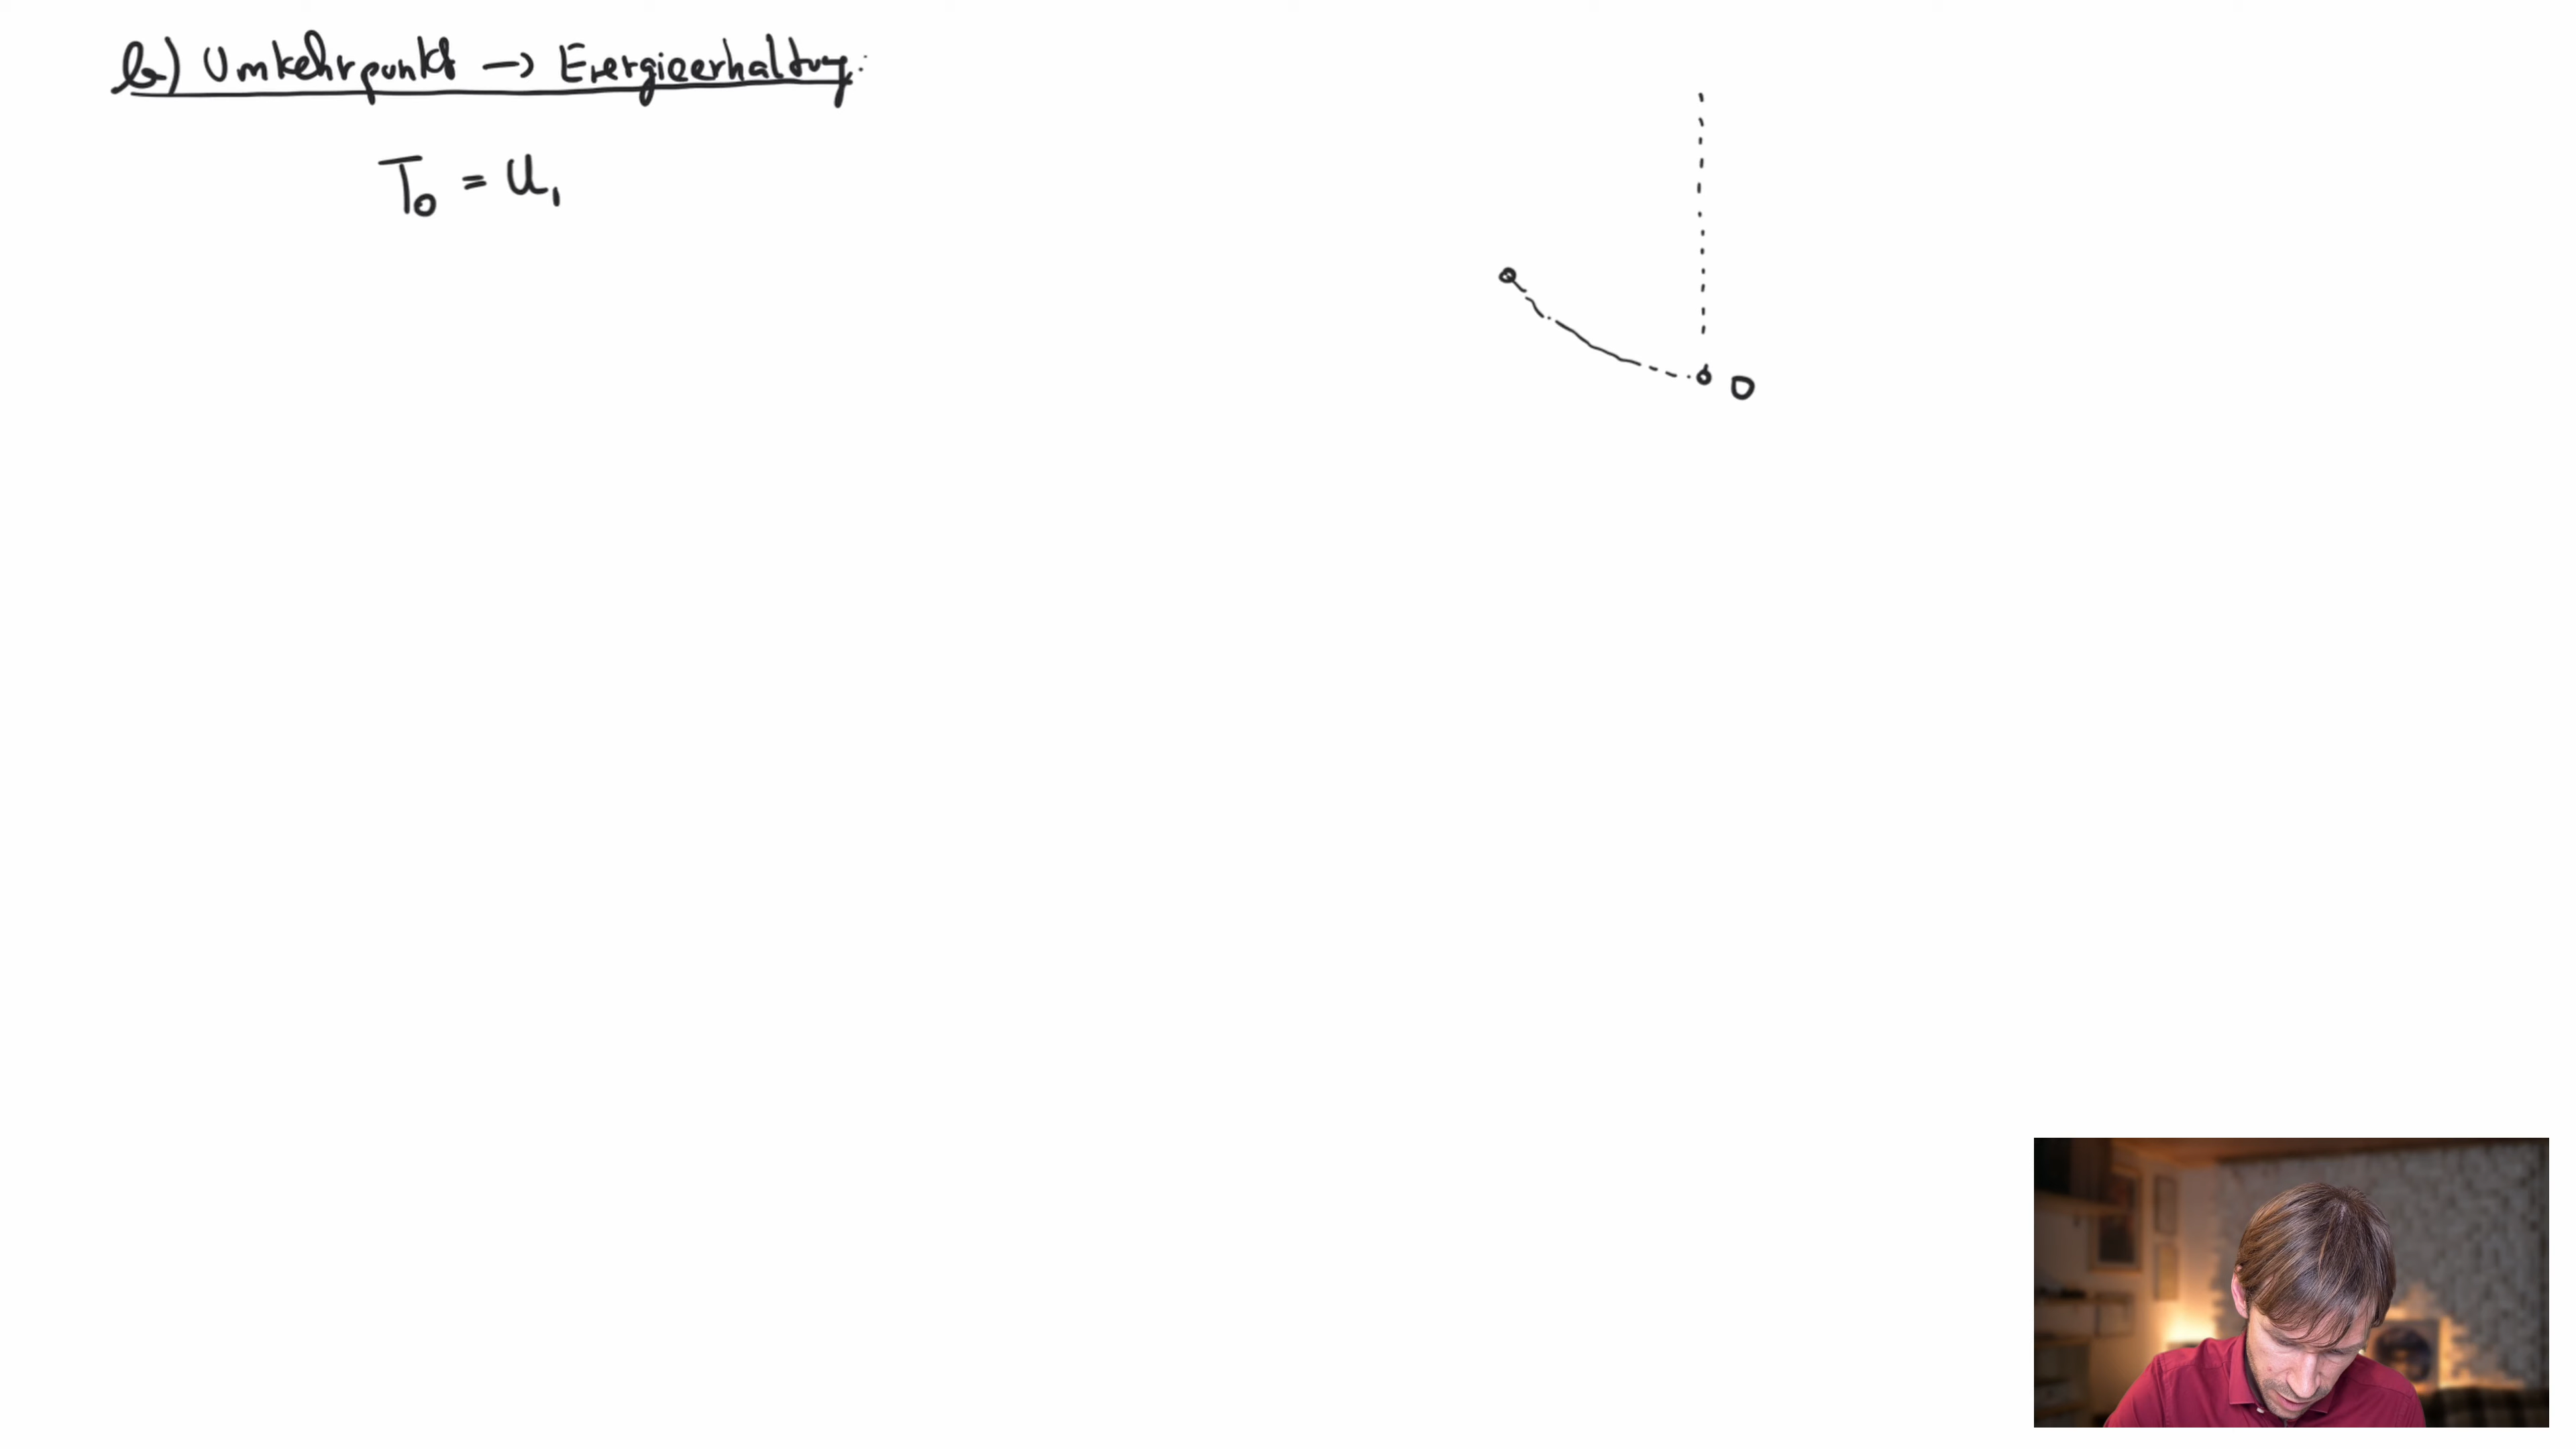 b) Umkehrpunkt → Energieerhaltung:
T₀ = U₁
0